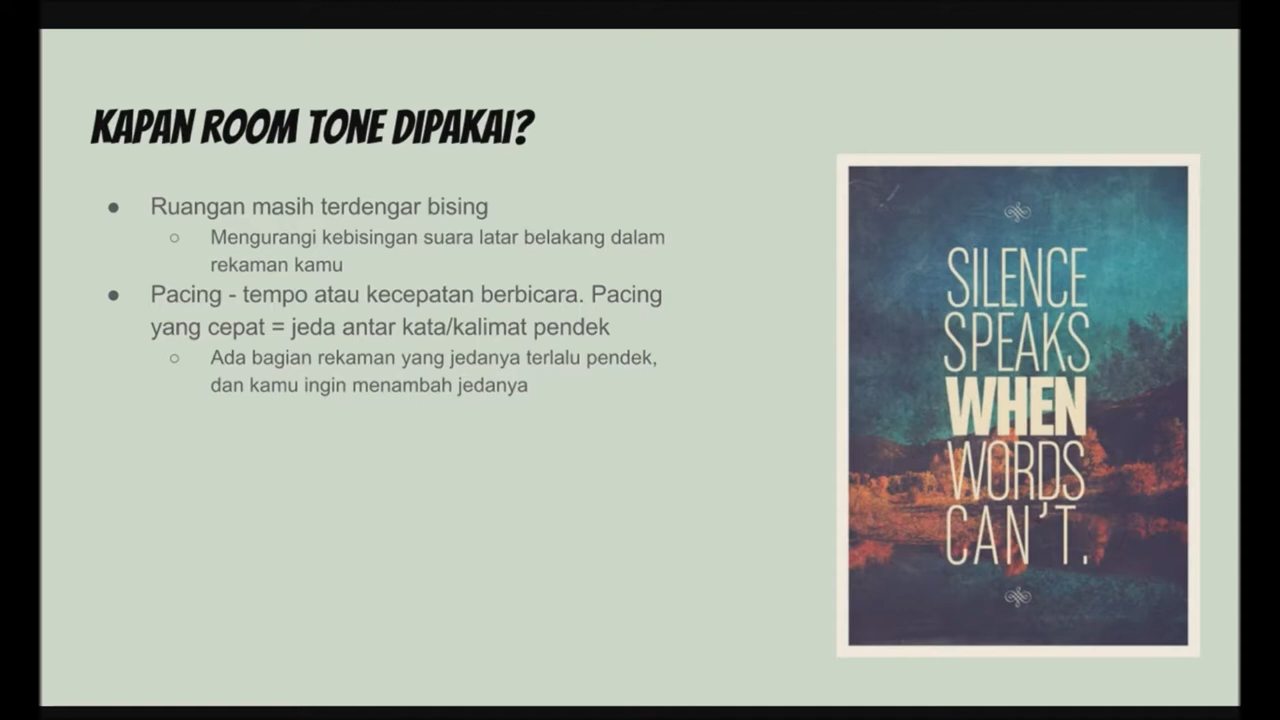 KAPAN ROOM TONE DIPAKAI?
● Ruangan masih terdengar bising
○ Mengurangi kebisingan suara latar belakang dalam
rekaman kamu
● Pacing - tempo atau kecepatan berbicara. Pacing
yang cepat = jeda antar kata/kalimat pendek
○ Ada bagian rekaman yang jedanya terlalu pendek,
dan kamu ingin menambah jedanya
SILENCE
SPEAKS
WHEN
WORDS
CAN'T.